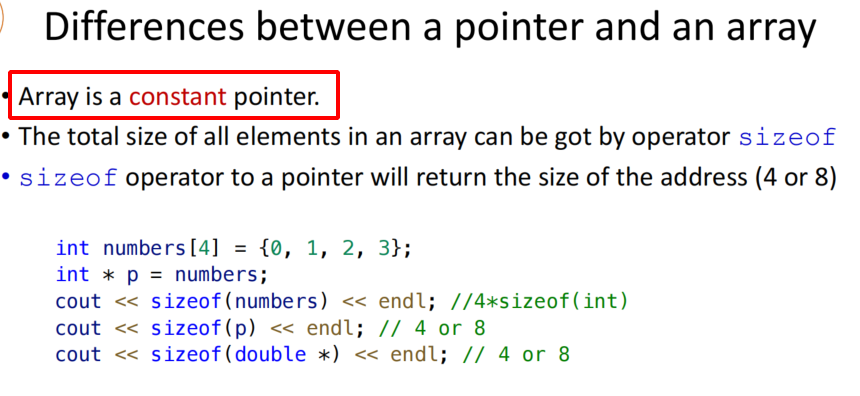 Differences between a pointer and an array
• Array is a constant pointer.
• The total size of all elements in an array can be got by operator sizeof
• sizeof operator to a pointer will return the size of the address (4 or 8)
int numbers[4] = {0, 1, 2, 3};
int * p = numbers;
cout << sizeof(numbers) << endl; //4*sizeof(int)
cout << sizeof(p) << endl; // 4 or 8
cout << sizeof(double *) << endl; // 4 or 8